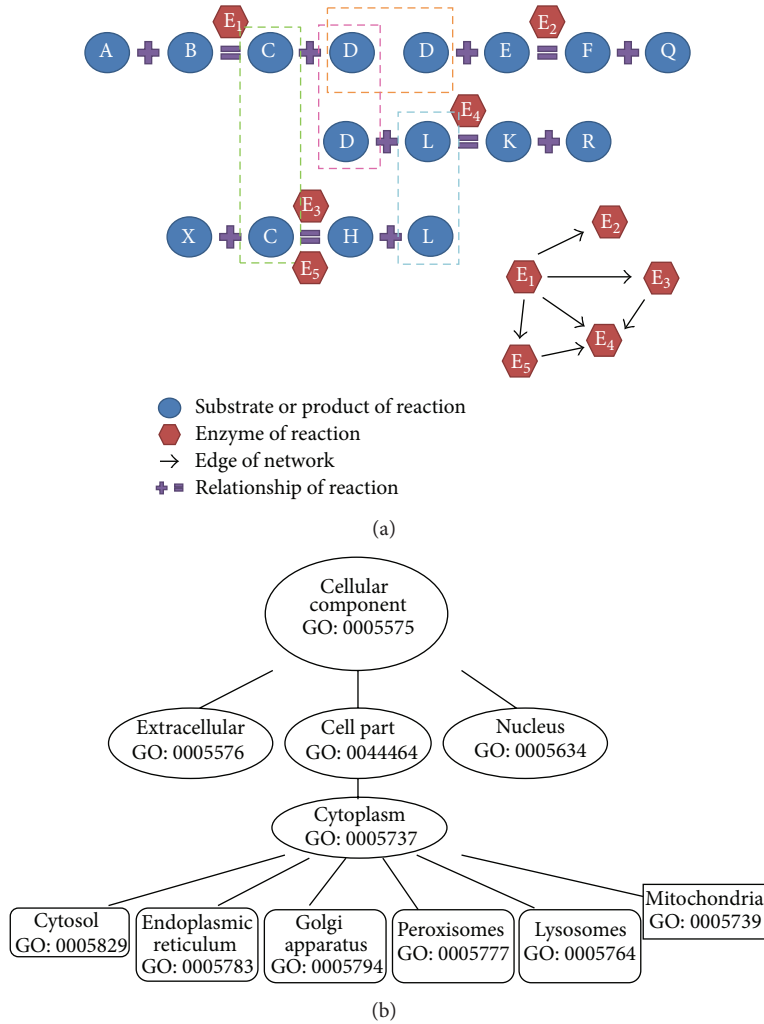 E1 E2
A + B = C + D D + E = F + Q
E4
D + L = K + R
E3
X + C = H + L
E5
E2
E1 E3
E4
E5
Substrate or product of reaction
Enzyme of reaction
→ Edge of network
+ = Relationship of reaction
(a)
Cellular
component
GO: 0005575
Extracellular
GO: 0005576
Cell part
GO: 0044464
Nucleus
GO: 0005634
Cytoplasm
GO: 0005737
Cytosol
GO: 0005829
Endoplasmic
reticulum
GO: 0005783
Golgi
apparatus
GO: 0005794
Peroxisomes
GO: 0005777
Lysosomes
GO: 0005764
Mitochondria
GO: 0005739
(b)